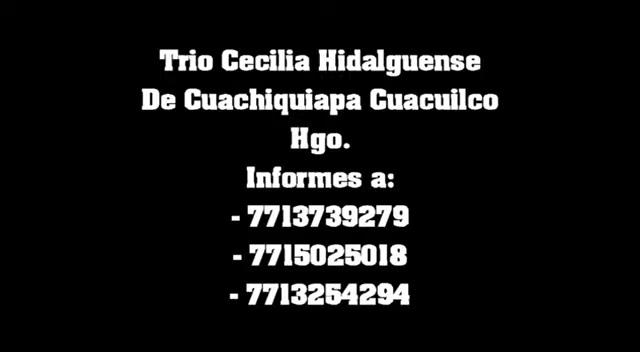 Trio Cecilia Hidalguense
De Cuachiquiapa Cuacuilco
Hgo.
Informes a:
- 7713739279
- 7715025018
- 7713254294